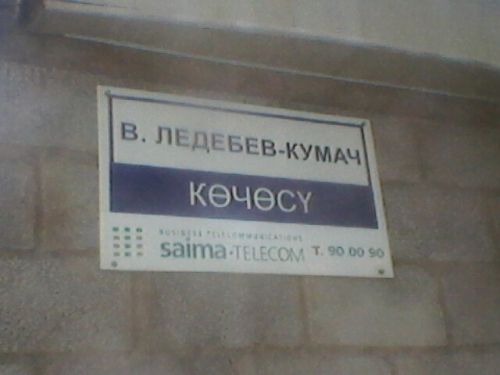 В. ЛЕДЕБЕВ-КУМАЧ
КӨЧӨСҮ
BUSINESS TELECOMMUNICATIONS
saima-TELECOM Т. 90 00 90